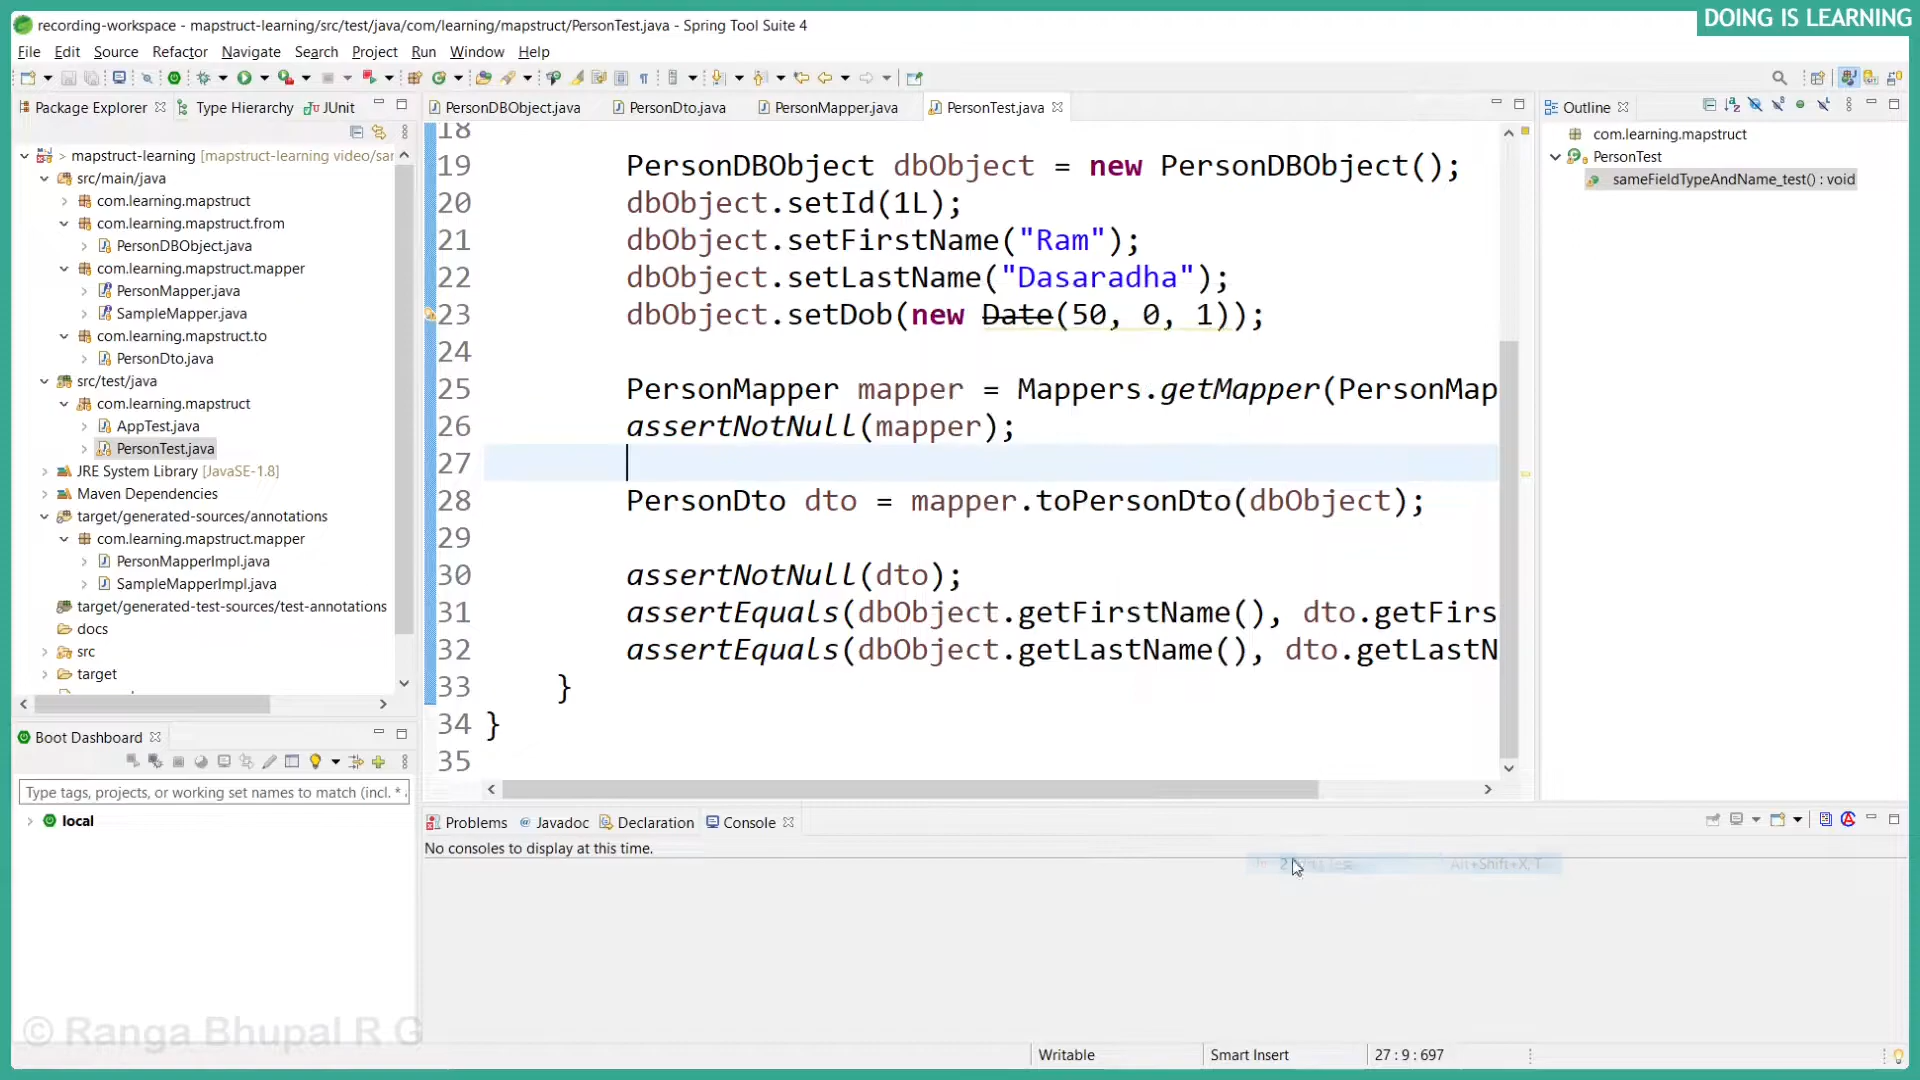 DOING IS LEARNING
recording-workspace - mapstruct-learning/src/test/java/com/learning/mapstruct/PersonTest.java - Spring Tool Suite 4
File Edit Source Refactor Navigate Search Project Run Window Help
Package Explorer Type Hierarchy JUnit
PersonDBObject.java PersonDto.java PersonMapper.java PersonTest.java
Outline
> mapstruct-learning [mapstruct-learning video/sar
src/main/java
com.learning.mapstruct
com.learning.mapstruct.from
PersonDBObject.java
com.learning.mapstruct.mapper
PersonMapper.java
SampleMapper.java
com.learning.mapstruct.to
PersonDto.java
src/test/java
com.learning.mapstruct
AppTest.java
PersonTest.java
JRE System Library [JavaSE-1.8]
Maven Dependencies
target/generated-sources/annotations
com.learning.mapstruct.mapper
PersonMapperImpl.java
SampleMapperImpl.java
target/generated-test-sources/test-annotations
docs
src
target
18
19 PersonDBObject dbObject = new PersonDBObject();
20 dbObject.setId(1L);
21 dbObject.setFirstName("Ram");
22 dbObject.setLastName("Dasaradha");
23 dbObject.setDob(new Date(50, 0, 1));
24
25 PersonMapper mapper = Mappers.getMapper(PersonMap
26 assertNotNull(mapper);
27
28 PersonDto dto = mapper.toPersonDto(dbObject);
29
30 assertNotNull(dto);
31 assertEquals(dbObject.getFirstName(), dto.getFirs
32 assertEquals(dbObject.getLastName(), dto.getLastN
33 }
34 }
35
com.learning.mapstruct
PersonTest
sameFieldTypeAndName_test() : void
Boot Dashboard
Type tags, projects, or working set names to match (incl. *
local
Problems Javadoc Declaration Console
No consoles to display at this time.
Alt+Shift+X, T
© Ranga Bhupal R G
Writable Smart Insert 27 : 9 : 697